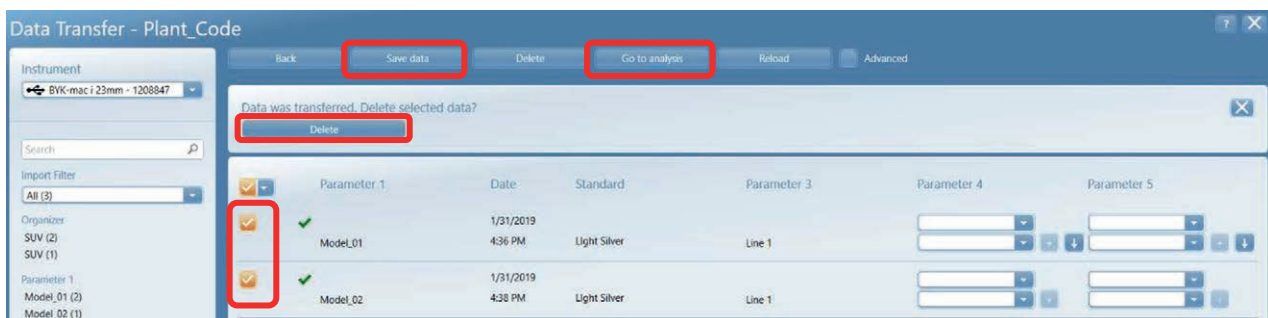 Data Transfer - Plant_Code
?
Back Save data Delete Go to analysis Reload Advanced
Instrument
BYK-mac i 23mm - 1208847
Search
Import Filter
All (3)
Organizer
SUV (2)
SUV (1)
Parameter 1
Model_01 (2)
Model_02 (1)
Data was transferred. Delete selected data?
Delete
Parameter 1 Date Standard Parameter 3 Parameter 4 Parameter 5
1/31/2019
Model_01 4:36 PM Light Silver Line 1
1/31/2019
Model_02 4:38 PM Light Silver Line 1